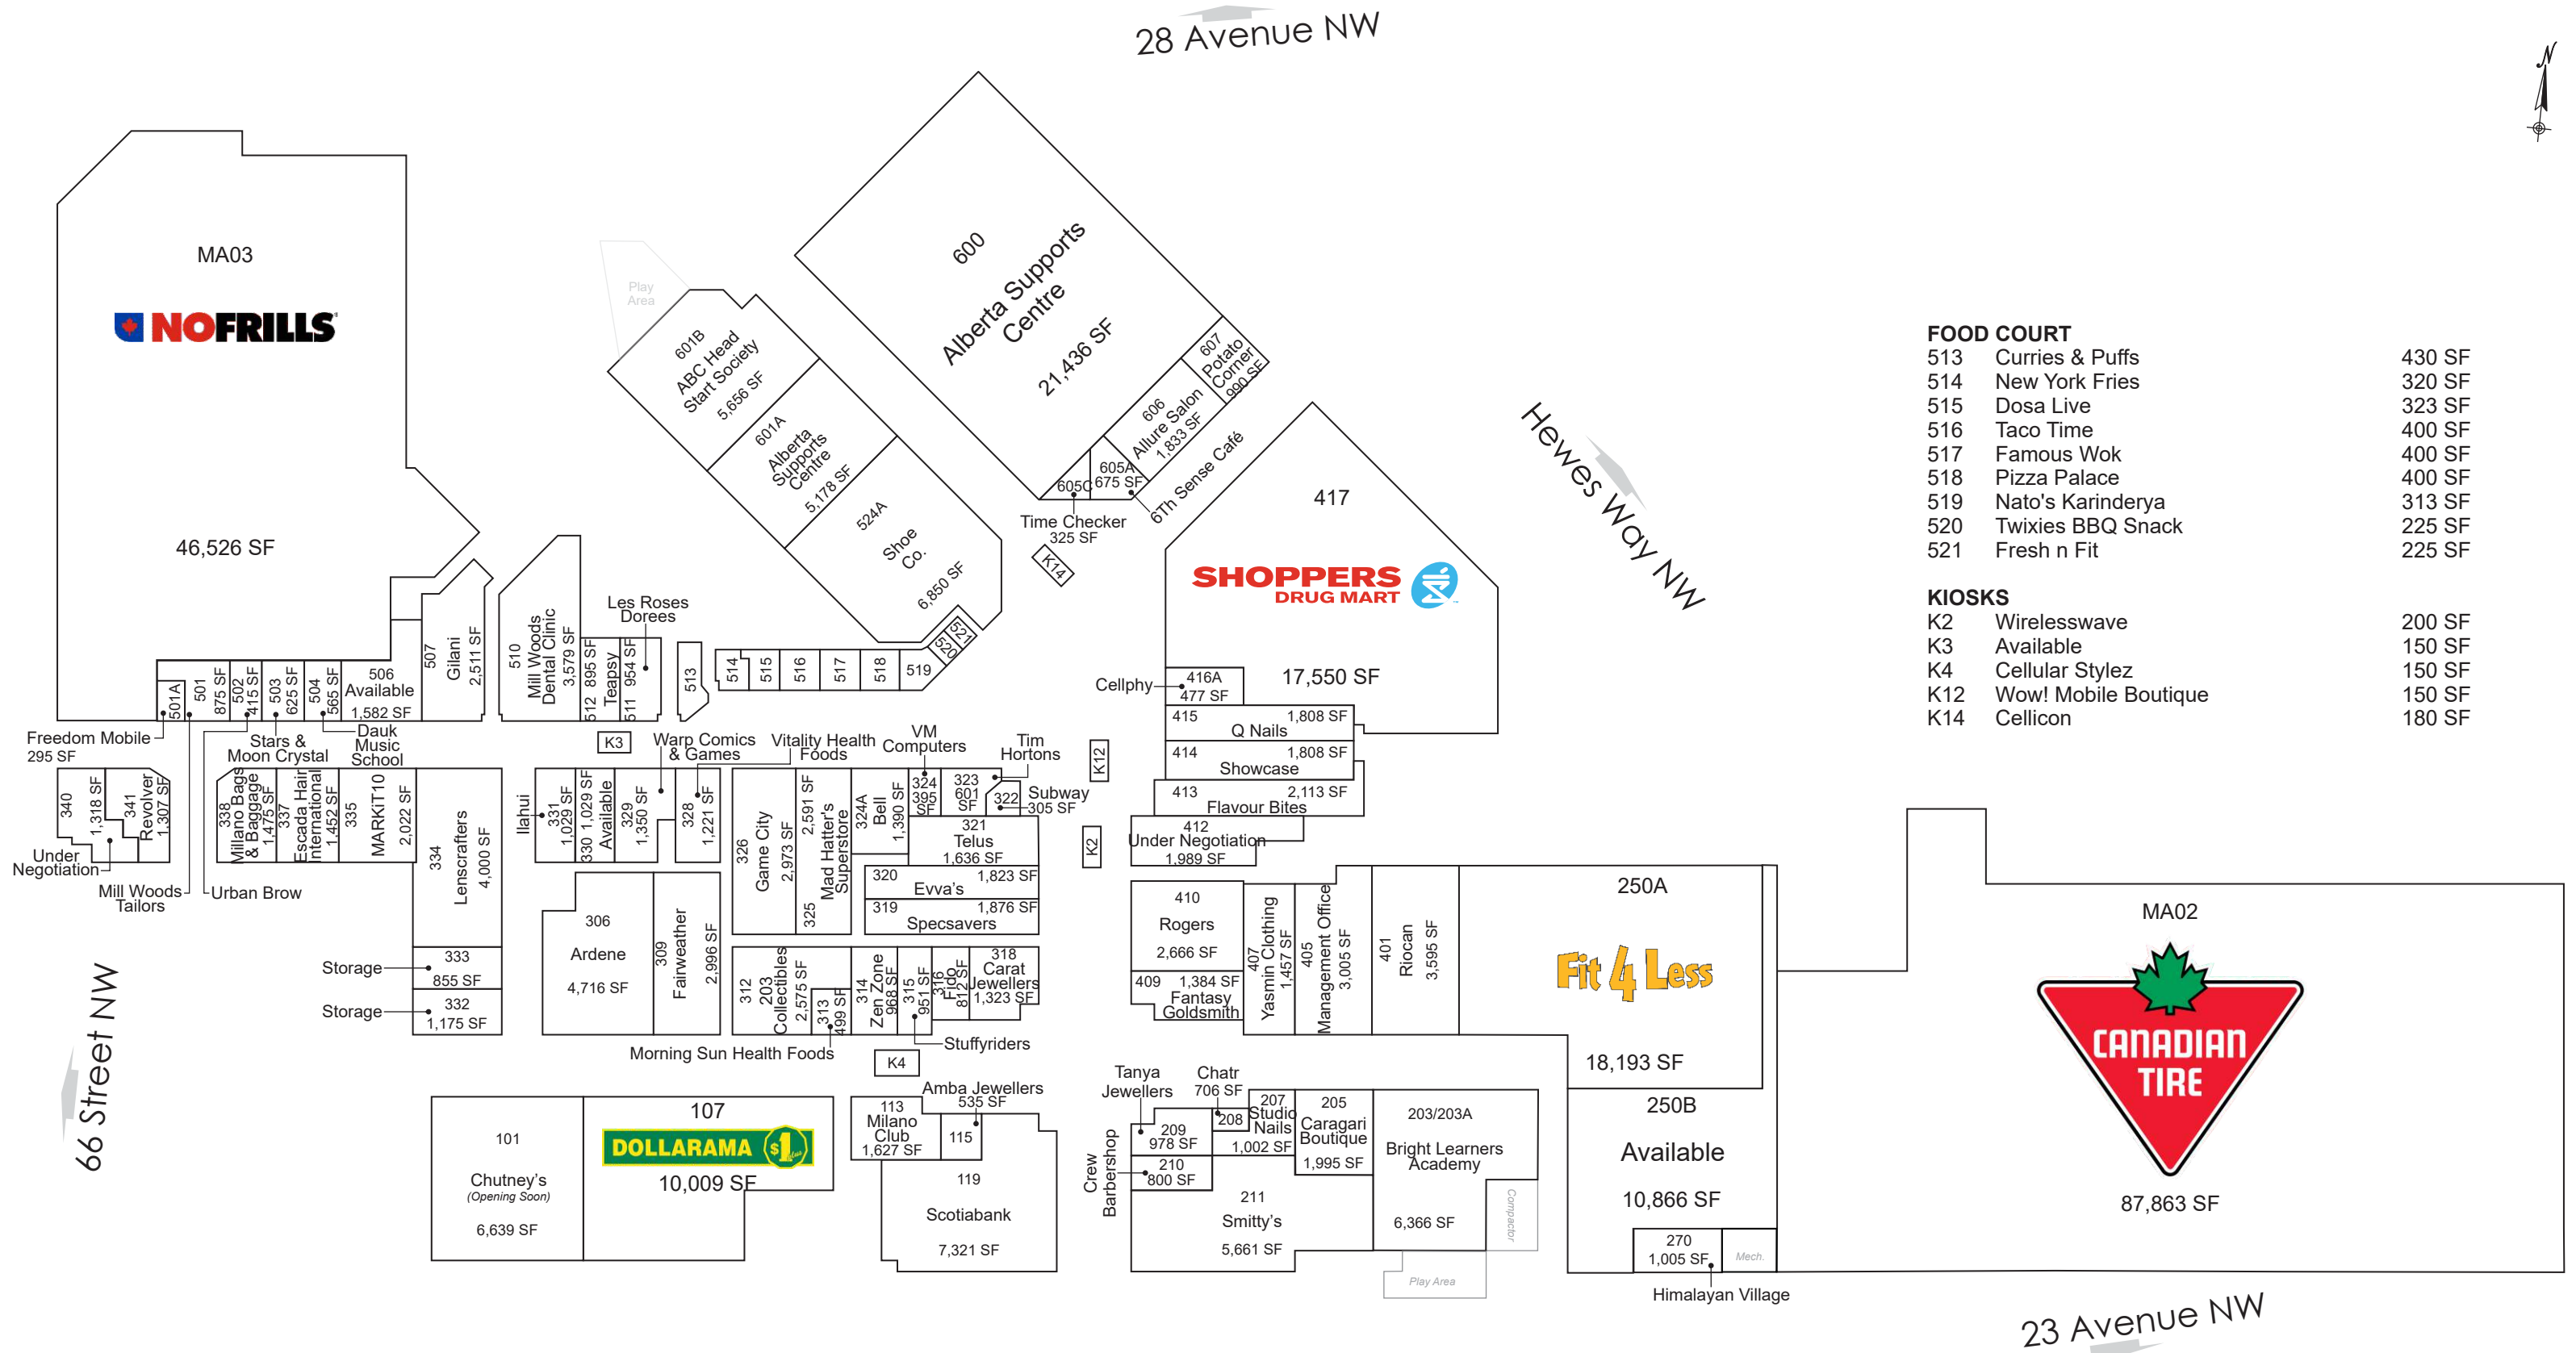 28 Avenue NW
N
MA03
NOFRILLS
46,526 SF
Play
Area
601B
ABC Head
Start Society
5,656 SF
601A
Alberta
Supports
Centre
5,178 SF
524A
Shoe
Co.
6,850 SF
600
Alberta Supports
Centre
21,436 SF
607
Potato
Corner
990 SF
606
Allure Salon
1,833 SF
605A
675 SF
605C
6Th Sense Café
Time Checker
325 SF
K14
Hewes Way NW
417
SHOPPERS
DRUG MART
17,550 SF
FOOD COURT
513 Curries & Puffs 430 SF
514 New York Fries 320 SF
515 Dosa Live 323 SF
516 Taco Time 400 SF
517 Famous Wok 400 SF
518 Pizza Palace 400 SF
519 Nato's Karinderya 313 SF
520 Twixies BBQ Snack 225 SF
521 Fresh n Fit 225 SF
KIOSKS
K2 Wirelesswave 200 SF
K3 Available 150 SF
K4 Cellular Stylez 150 SF
K12 Wow! Mobile Boutique 150 SF
K14 Cellicon 180 SF
501A
501
875 SF
502
415 SF
503
625 SF
504
565 SF
506
Available
1,582 SF
507
Gilani
2,511 SF
510
Mill Woods
Dental Clinic
3,579 SF
512 895 SF
Teapsy
511 954 SF
Les Roses
Dorees
513
514
515
516
517
518
519
520
521
Cellphy
416A
477 SF
415 1,808 SF
Q Nails
414 1,808 SF
Showcase
413 2,113 SF
Flavour Bites
412
Under Negotiation
1,989 SF
Freedom Mobile
295 SF
Stars &
Moon Crystal
Dauk
Music
School
K3
Warp Comics
& Games
Vitality Health
Foods
VM
Computers
Tim
Hortons
K12
340
1,318 SF
341
Revolver
1,307 SF
Under
Negotiation
Mill Woods
Tailors
Urban Brow
338
Milano Bags
& Baggage
1,475 SF
337
Escada Hair
International
1,452 SF
335
MARKiT10
2,022 SF
334
Lenscrafters
4,000 SF
Ilahui
331
1,029 SF
330 1,029 SF
Available
329
1,350 SF
328
1,221 SF
326
Game City
2,973 SF
2,591 SF
325
Mad Hatter's
Superstore
324A
Bell
1,390 SF
324
395
SF
323
601
SF
322
Subway
305 SF
321
Telus
1,636 SF
K2
320 1,823 SF
Evva's
319 1,876 SF
Specsavers
306
Ardene
4,716 SF
309
Fairweather
2,996 SF
Storage
333
855 SF
Storage
332
1,175 SF
312
203
Collectibles
2,575 SF
313
499 SF
314
Zen Zone
968 SF
315
951 SF
316
Fido
812 SF
318
Carat
Jewellers
1,323 SF
Morning Sun Health Foods
Stuffyriders
K4
410
Rogers
2,666 SF
409 1,384 SF
Fantasy
Goldsmith
407
Yasmin Clothing
1,457 SF
405
Management Office
3,005 SF
401
Riocan
3,595 SF
250A
Fit 4 Less
18,193 SF
250B
Available
10,866 SF
270
1,005 SF
Mech.
Himalayan Village
MA02
CANADIAN
TIRE
87,863 SF
66 Street NW
101
Chutney's
(Opening Soon)
6,639 SF
107
DOLLARAMA $1 plus
10,009 SF
Amba Jewellers
535 SF
113
Milano
Club
1,627 SF
115
119
Scotiabank
7,321 SF
Tanya
Jewellers
Chatr
706 SF
209
978 SF
208
207
Studio
Nails
1,002 SF
205
Caragari
Boutique
1,995 SF
Crew
Barbershop
210
800 SF
211
Smitty's
5,661 SF
203/203A
Bright Learners
Academy
6,366 SF
Compactor
Play Area
23 Avenue NW